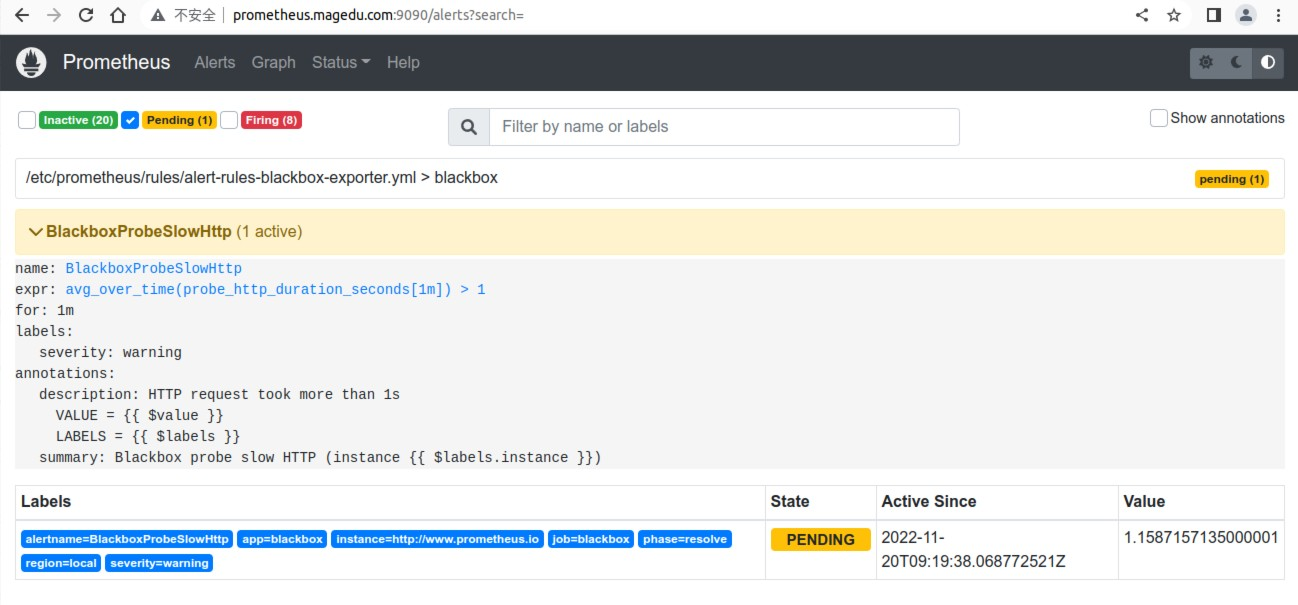 不安全 prometheus.magedu.com:9090/alerts?search=
Prometheus Alerts Graph Status Help
Inactive (20) Pending (1) Firing (8) Filter by name or labels Show annotations
/etc/prometheus/rules/alert-rules-blackbox-exporter.yml > blackbox pending (1)
BlackboxProbeSlowHttp (1 active)
name: BlackboxProbeSlowHttp
expr: avg_over_time(probe_http_duration_seconds[1m]) > 1
for: 1m
labels:
severity: warning
annotations:
description: HTTP request took more than 1s
VALUE = {{ $value }}
LABELS = {{ $labels }}
summary: Blackbox probe slow HTTP (instance {{ $labels.instance }})
Labels State Active Since Value
alertname=BlackboxProbeSlowHttp app=blackbox instance=http://www.prometheus.io job=blackbox phase=resolve PENDING 2022-11- 1.1587157135000001
region=local severity=warning 20T09:19:38.068772521Z